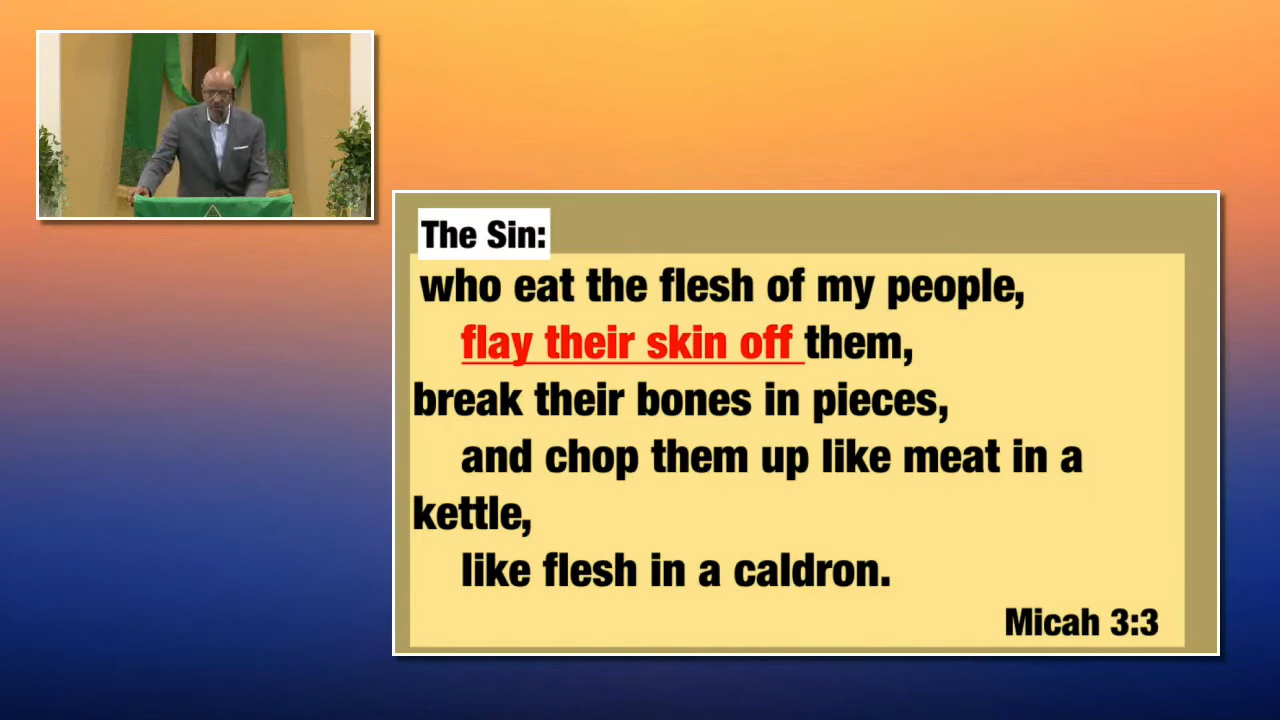 The Sin:
who eat the flesh of my people,
flay their skin off them,
break their bones in pieces,
and chop them up like meat in a
kettle,
like flesh in a caldron.
Micah 3:3